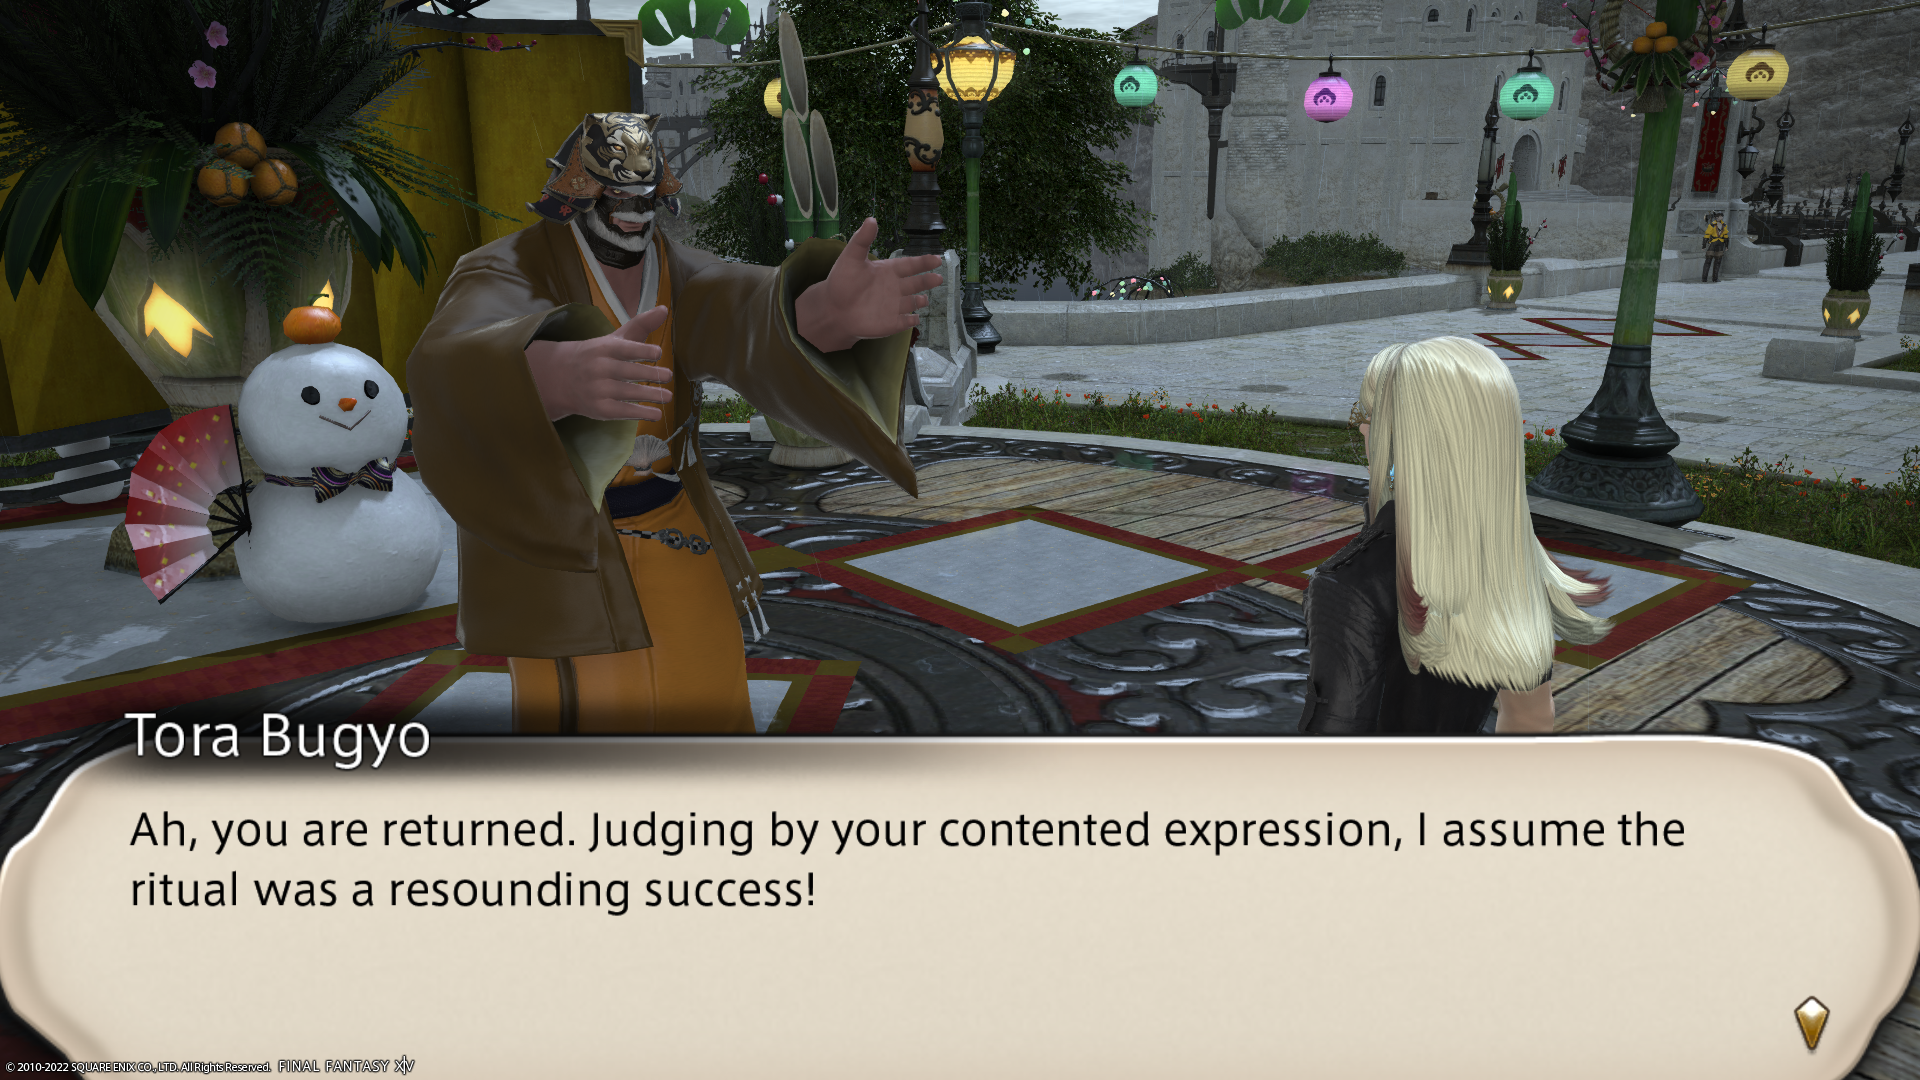 Tora Bugyo
Ah, you are returned. Judging by your contented expression, I assume the
ritual was a resounding success!
© 2010-2022 SQUARE ENIX CO., LTD. All Rights Reserved. FINAL FANTASY XIV